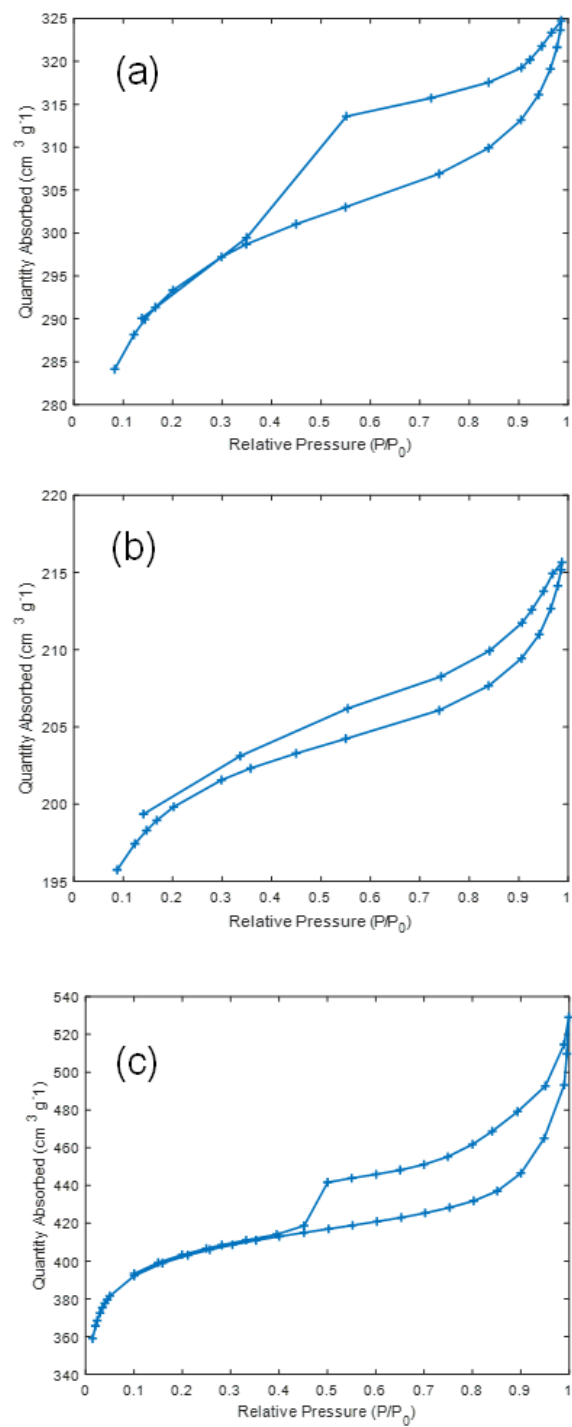 325
(a)
320
315
310
305
300
295
290
285
280
Quantity Absorbed (cm ³ g⁻¹)
0 0.1 0.2 0.3 0.4 0.5 0.6 0.7 0.8 0.9 1
Relative Pressure (P/P₀)
220
(b)
215
210
205
200
195
Quantity Absorbed (cm ³ g⁻¹)
0 0.1 0.2 0.3 0.4 0.5 0.6 0.7 0.8 0.9 1
Relative Pressure (P/P₀)
540
(c)
520
500
480
460
440
420
400
380
360
340
Quantity Absorbed (cm ³ g⁻¹)
0 0.1 0.2 0.3 0.4 0.5 0.6 0.7 0.8 0.9 1
Relative Pressure (P/P₀)